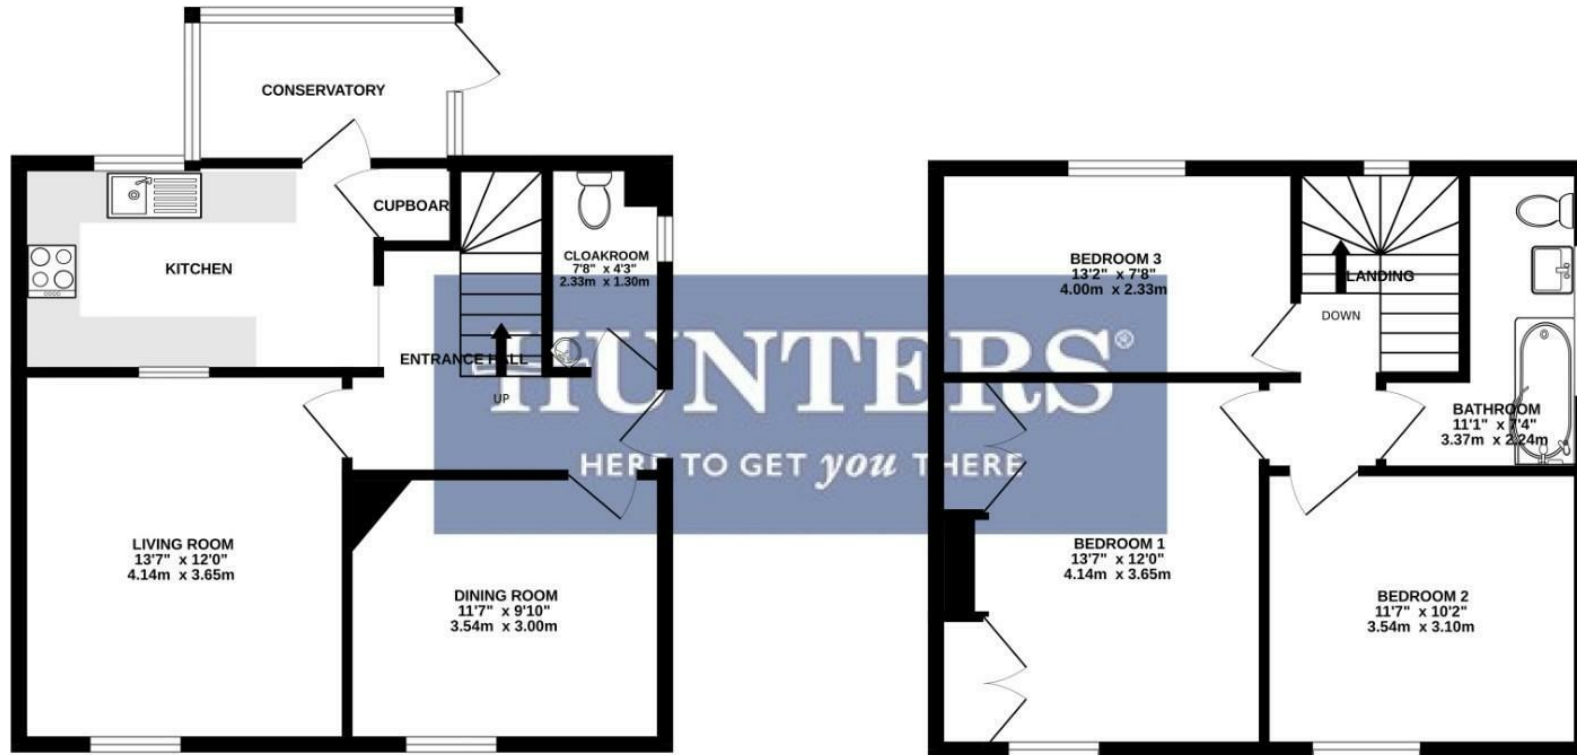 CONSERVATORY
CUPBOAR
KITCHEN
CLOAKROOM
7'8" x 4'3"
2.33m x 1.30m
ENTRANCE HALL
UP
LIVING ROOM
13'7" x 12'0"
4.14m x 3.65m
DINING ROOM
11'7" x 9'10"
3.54m x 3.00m
HUNTERS®
HERE TO GET you THERE
BEDROOM 3
13'2" x 7'8"
4.00m x 2.33m
LANDING
DOWN
BATHROOM
11'1" x 7'4"
3.37m x 2.24m
BEDROOM 1
13'7" x 12'0"
4.14m x 3.65m
BEDROOM 2
11'7" x 10'2"
3.54m x 3.10m